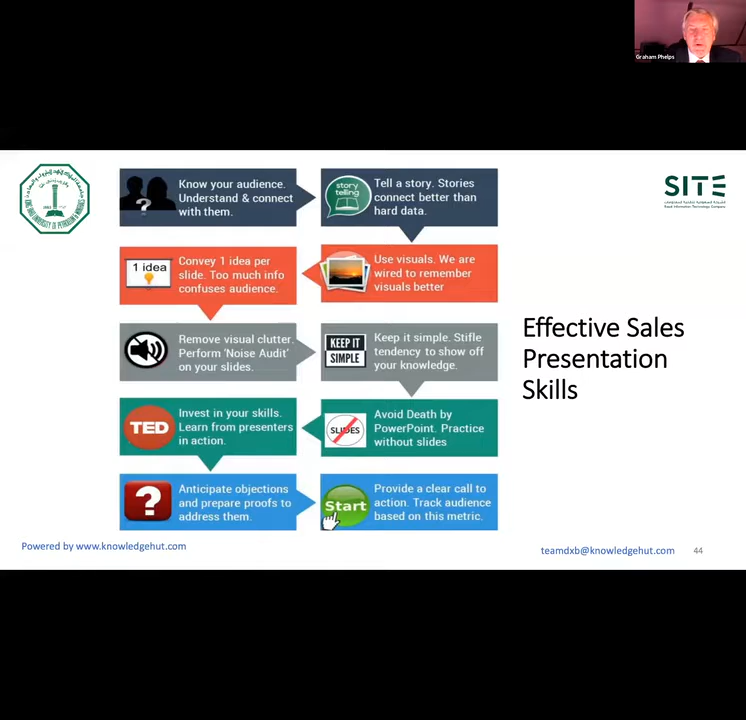 Graham Phelps
SITE
?
Know your audience.
Understand & connect
with them.
story
telling
Tell a story. Stories
connect better than
hard data.
1 idea
Convey 1 idea per
slide. Too much info
confuses audience.
Use visuals. We are
wired to remember
visuals better
Remove visual clutter.
Perform ‘Noise Audit’
on your slides.
KEEP IT
SIMPLE
Keep it simple. Stifle
tendency to show off
your knowledge.
TED
Invest in your skills.
Learn from presenters
in action.
SLIDES
Avoid Death by
PowerPoint. Practice
without slides
?
Anticipate objections
and prepare proofs to
address them.
Start
Provide a clear call to
action. Track audience
based on this metric.
Effective Sales
Presentation
Skills
Powered by www.knowledgehut.com
teamdxb@knowledgehut.com
44